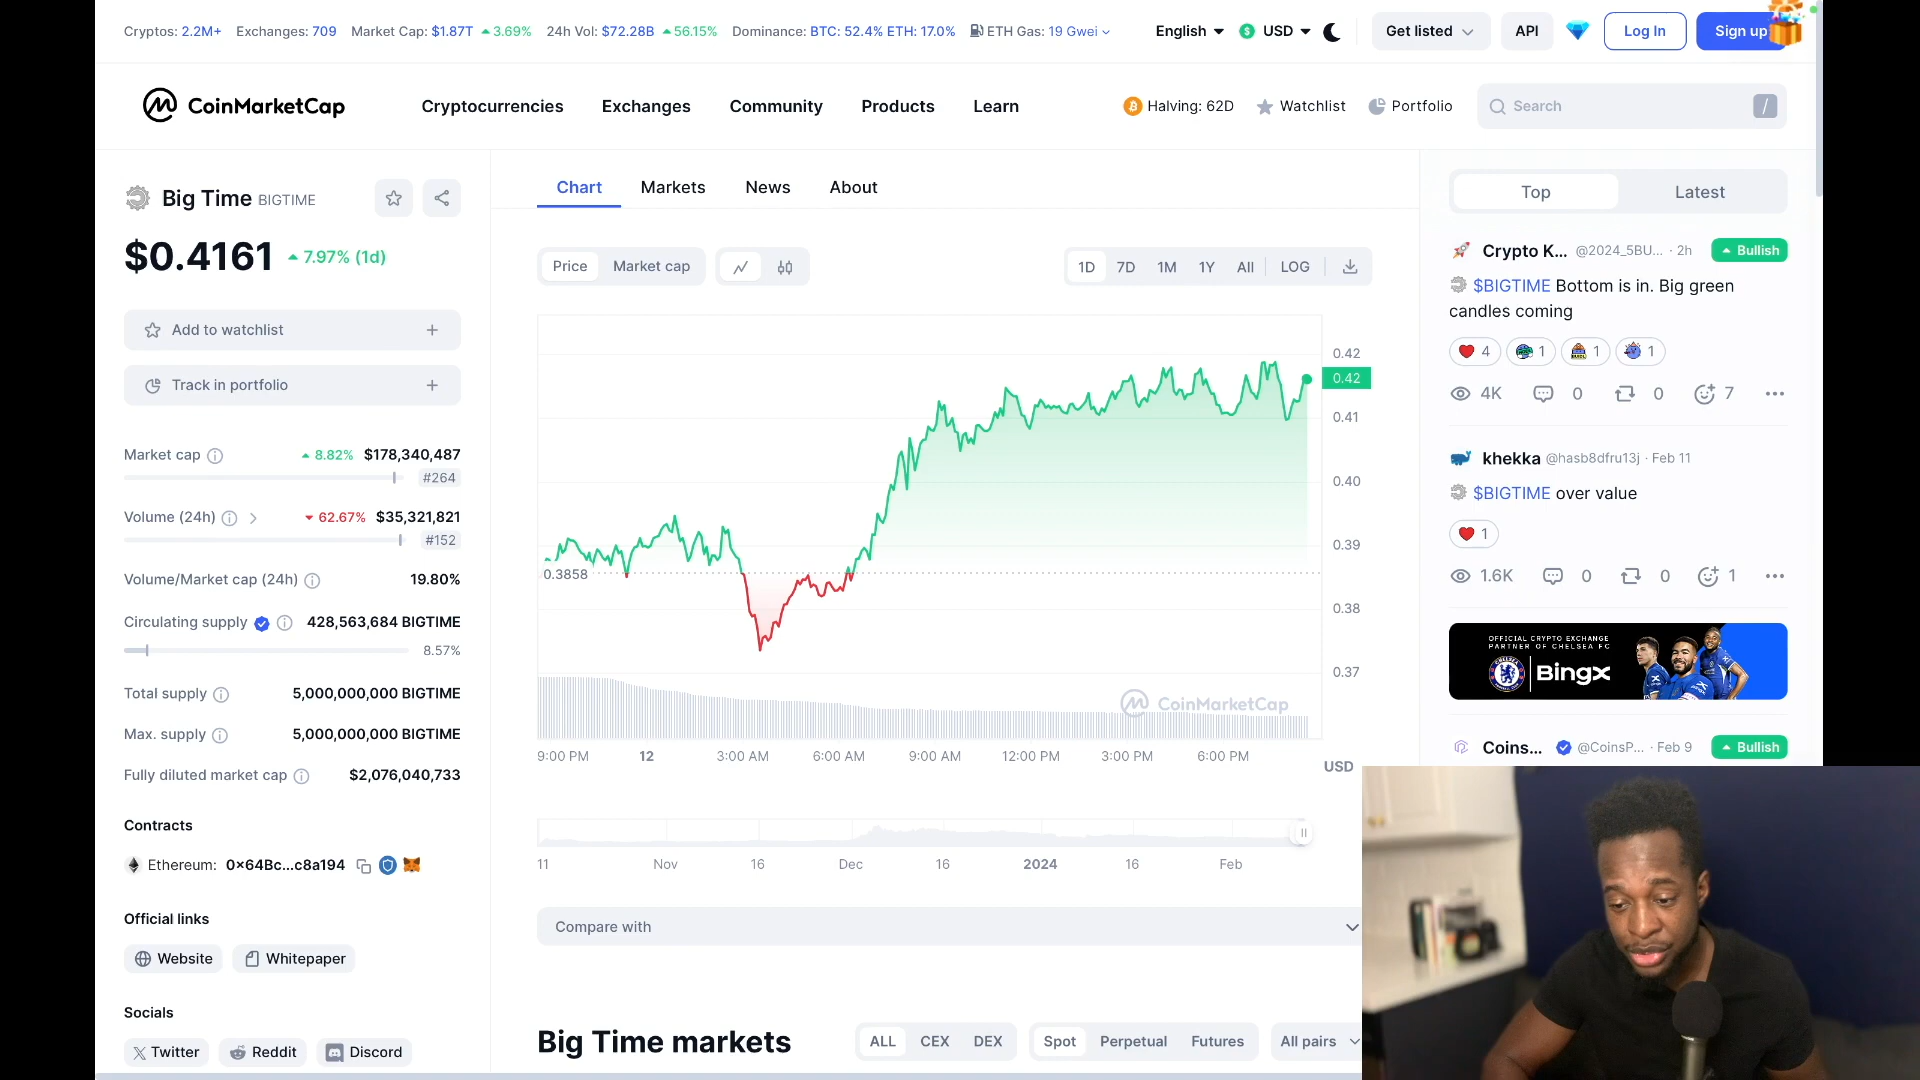 Cryptos: 2.2M+ Exchanges: 709 Market Cap: $1.87T 3.69% 24h Vol: $72.28B 56.15% Dominance: BTC: 52.4% ETH: 17.0% ETH Gas: 19 Gwei English USD Get listed API Log In Sign up
CoinMarketCap Cryptocurrencies Exchanges Community Products Learn Halving: 62D Watchlist Portfolio Search /
Big Time BIGTIME
$0.4161 7.97% (1d)
Add to watchlist +
Track in portfolio +
Market cap 8.82% $178,340,487
#264
Volume (24h) 62.67% $35,321,821
#152
Volume/Market cap (24h) 19.80%
Circulating supply 428,563,684 BIGTIME
8.57%
Total supply 5,000,000,000 BIGTIME
Max. supply 5,000,000,000 BIGTIME
Fully diluted market cap $2,076,040,733
Contracts
Ethereum: 0x64Bc...c8a194
Official links
Website Whitepaper
Socials
Twitter Reddit Discord
Chart Markets News About
Price Market cap 1D 7D 1M 1Y All LOG
0.42
0.42
0.41
0.40
0.39
0.3858
0.38
0.37
CoinMarketCap
9:00 PM 12 3:00 AM 6:00 AM 9:00 AM 12:00 PM 3:00 PM 6:00 PM
USD
11 Nov 16 Dec 16 2024 16 Feb
Compare with
Big Time markets ALL CEX DEX Spot Perpetual Futures All pairs
Top Latest
Crypto K... @2024_5BU... · 2h Bullish
$BIGTIME Bottom is in. Big green
candles coming
4 1 1 1
4K 0 0 7
khekka @hasb8dfru13j · Feb 11
$BIGTIME over value
1
1.6K 0 0 1
OFFICIAL CRYPTO EXCHANGE
PARTNER OF CHELSEA FC
BingX
Coins... @CoinsP... · Feb 9 Bullish